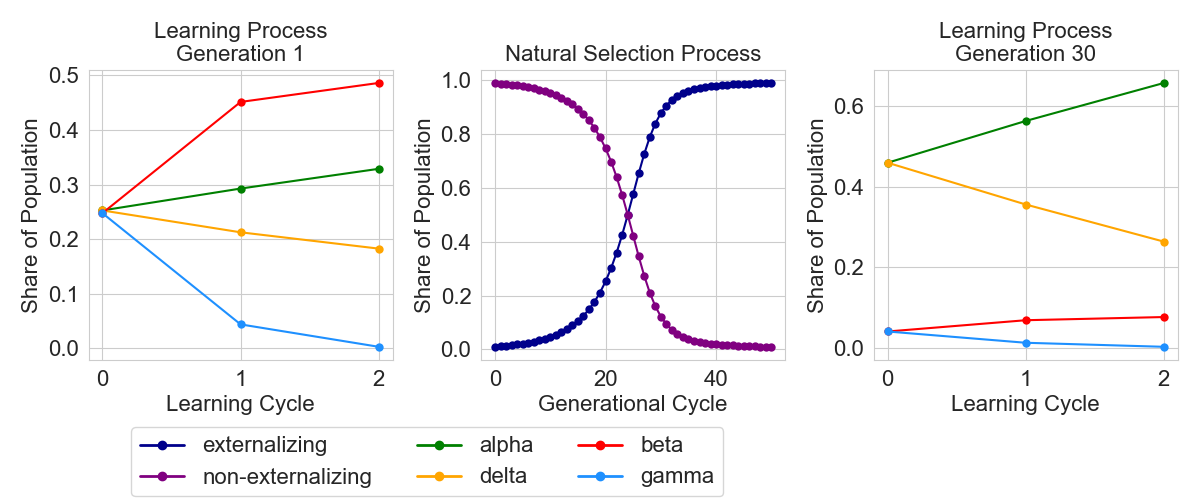 Learning Process
Generation 1
Natural Selection Process
Learning Process
Generation 30
Share of Population
0.5
0.4
0.3
0.2
0.1
0.0
0
1
2
Learning Cycle
Share of Population
1.0
0.8
0.6
0.4
0.2
0.0
0
20
40
Generational Cycle
Share of Population
0.6
0.4
0.2
0.0
0
1
2
Learning Cycle
externalizing
non-externalizing
alpha
delta
beta
gamma